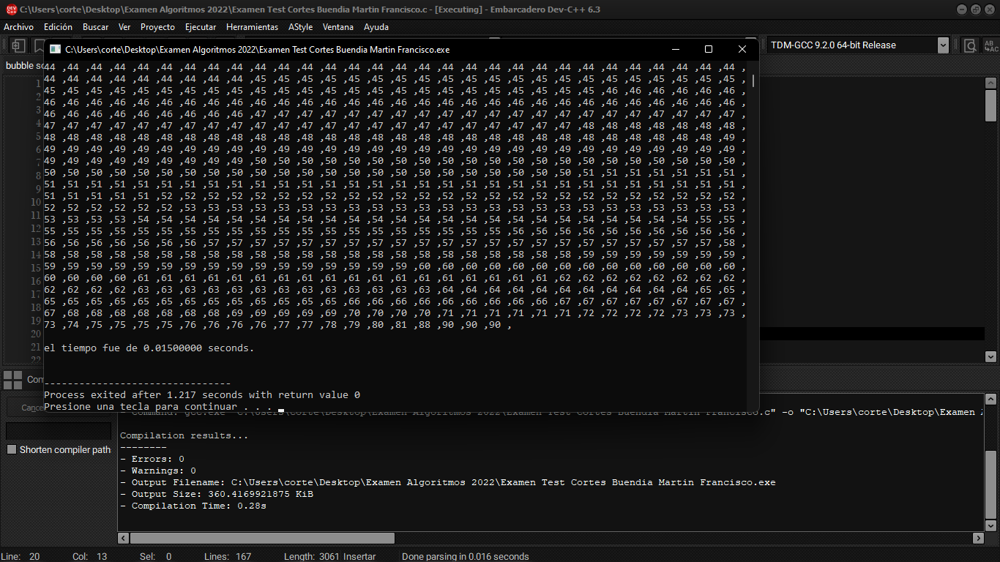 C:\Users\corte\Desktop\Examen Algoritmos 2022\Examen Test Cortes Buendia Martin Francisco.c - [Executing] - Embarcadero Dev-C++ 6.3
Archivo Edición Buscar Ver Proyecto Ejecutar Herramientas AStyle Ventana Ayuda
TDM-GCC 9.2.0 64-bit Release
C:\Users\corte\Desktop\Examen Algoritmos 2022\Examen Test Cortes Buendia Martin Francisco.exe
bubble so
44 ,44 ,44 ,44 ,44 ,44 ,44 ,44 ,44 ,44 ,44 ,44 ,44 ,44 ,44 ,44 ,44 ,44 ,44 ,44 ,44 ,44 ,44 ,44 ,44 ,44 ,44 ,44 ,44 ,44 ,
44 ,44 ,44 ,44 ,44 ,44 ,44 ,44 ,44 ,45 ,45 ,45 ,45 ,45 ,45 ,45 ,45 ,45 ,45 ,45 ,45 ,45 ,45 ,45 ,45 ,45 ,45 ,45 ,45 ,45 ,
45 ,45 ,45 ,45 ,45 ,45 ,45 ,45 ,45 ,45 ,45 ,45 ,45 ,45 ,45 ,45 ,45 ,45 ,45 ,45 ,45 ,45 ,45 ,45 ,46 ,46 ,46 ,46 ,46 ,46 ,
46 ,46 ,46 ,46 ,46 ,46 ,46 ,46 ,46 ,46 ,46 ,46 ,46 ,46 ,46 ,46 ,46 ,46 ,46 ,46 ,46 ,46 ,46 ,46 ,46 ,46 ,46 ,46 ,46 ,46 ,
46 ,46 ,46 ,46 ,46 ,46 ,46 ,46 ,46 ,47 ,47 ,47 ,47 ,47 ,47 ,47 ,47 ,47 ,47 ,47 ,47 ,47 ,47 ,47 ,47 ,47 ,47 ,47 ,47 ,47 ,
47 ,47 ,47 ,47 ,47 ,47 ,47 ,47 ,47 ,47 ,47 ,47 ,47 ,47 ,47 ,47 ,47 ,47 ,47 ,47 ,47 ,47 ,47 ,48 ,48 ,48 ,48 ,48 ,48 ,48 ,
48 ,48 ,48 ,48 ,48 ,48 ,48 ,48 ,48 ,48 ,48 ,48 ,48 ,48 ,48 ,48 ,48 ,48 ,48 ,48 ,48 ,48 ,48 ,48 ,48 ,48 ,48 ,48 ,48 ,49 ,
49 ,49 ,49 ,49 ,49 ,49 ,49 ,49 ,49 ,49 ,49 ,49 ,49 ,49 ,49 ,49 ,49 ,49 ,49 ,49 ,49 ,49 ,49 ,49 ,49 ,49 ,49 ,49 ,49 ,49 ,
49 ,49 ,49 ,49 ,49 ,49 ,49 ,49 ,49 ,50 ,50 ,50 ,50 ,50 ,50 ,50 ,50 ,50 ,50 ,50 ,50 ,50 ,50 ,50 ,50 ,50 ,50 ,50 ,50 ,50 ,
50 ,50 ,50 ,50 ,50 ,50 ,50 ,50 ,50 ,50 ,50 ,50 ,50 ,50 ,50 ,50 ,50 ,50 ,50 ,50 ,50 ,50 ,50 ,51 ,51 ,51 ,51 ,51 ,51 ,51 ,
51 ,51 ,51 ,51 ,51 ,51 ,51 ,51 ,51 ,51 ,51 ,51 ,51 ,51 ,51 ,51 ,51 ,51 ,51 ,51 ,51 ,51 ,51 ,51 ,51 ,51 ,51 ,51 ,51 ,51 ,
51 ,51 ,51 ,51 ,51 ,52 ,52 ,52 ,52 ,52 ,52 ,52 ,52 ,52 ,52 ,52 ,52 ,52 ,52 ,52 ,52 ,52 ,52 ,52 ,52 ,52 ,52 ,52 ,52 ,52 ,
52 ,52 ,52 ,52 ,52 ,53 ,53 ,53 ,53 ,53 ,53 ,53 ,53 ,53 ,53 ,53 ,53 ,53 ,53 ,53 ,53 ,53 ,53 ,53 ,53 ,53 ,53 ,53 ,53 ,53 ,
53 ,53 ,53 ,53 ,54 ,54 ,54 ,54 ,54 ,54 ,54 ,54 ,54 ,54 ,54 ,54 ,54 ,54 ,54 ,54 ,54 ,54 ,54 ,54 ,54 ,54 ,54 ,54 ,55 ,55 ,
55 ,55 ,55 ,55 ,55 ,55 ,55 ,55 ,55 ,55 ,55 ,55 ,55 ,55 ,55 ,55 ,55 ,55 ,55 ,55 ,56 ,56 ,56 ,56 ,56 ,56 ,56 ,56 ,56 ,56 ,
56 ,56 ,56 ,56 ,56 ,56 ,56 ,57 ,57 ,57 ,57 ,57 ,57 ,57 ,57 ,57 ,57 ,57 ,57 ,57 ,57 ,57 ,57 ,57 ,57 ,57 ,57 ,57 ,57 ,58 ,
58 ,58 ,58 ,58 ,58 ,58 ,58 ,58 ,58 ,58 ,58 ,58 ,58 ,58 ,58 ,58 ,58 ,58 ,58 ,58 ,58 ,58 ,58 ,59 ,59 ,59 ,59 ,59 ,59 ,59 ,
59 ,59 ,59 ,59 ,59 ,59 ,59 ,59 ,59 ,59 ,59 ,59 ,59 ,59 ,59 ,59 ,60 ,60 ,60 ,60 ,60 ,60 ,60 ,60 ,60 ,60 ,60 ,60 ,60 ,60 ,
60 ,60 ,60 ,60 ,61 ,61 ,61 ,61 ,61 ,61 ,61 ,61 ,61 ,61 ,61 ,61 ,61 ,61 ,61 ,61 ,61 ,61 ,62 ,62 ,62 ,62 ,62 ,62 ,62 ,62 ,
62 ,62 ,62 ,62 ,63 ,63 ,63 ,63 ,63 ,63 ,63 ,63 ,63 ,63 ,63 ,63 ,63 ,64 ,64 ,64 ,64 ,64 ,64 ,64 ,64 ,64 ,64 ,64 ,65 ,65 ,
65 ,65 ,65 ,65 ,65 ,65 ,65 ,65 ,65 ,65 ,65 ,65 ,65 ,66 ,66 ,66 ,66 ,66 ,66 ,66 ,66 ,66 ,67 ,67 ,67 ,67 ,67 ,67 ,67 ,67 ,
67 ,68 ,68 ,68 ,68 ,68 ,68 ,68 ,69 ,69 ,69 ,69 ,69 ,70 ,70 ,70 ,70 ,71 ,71 ,71 ,71 ,71 ,71 ,72 ,72 ,72 ,72 ,73 ,73 ,73 ,
73 ,74 ,75 ,75 ,75 ,75 ,76 ,76 ,76 ,76 ,77 ,77 ,78 ,79 ,80 ,81 ,88 ,90 ,90 ,90 ,
el tiempo fue de 0.01500000 seconds.
--------------------------------
Process exited after 1.217 seconds with return value 0
Presione una tecla para continuar . . .
1
2
3
4
5
6
7
8
9
10
11
12
13
14
15
16
17
18
19
20
21
22
Com
Cance
Shorten compiler path
- Command: gcc.exe "C:\Users\corte\Desktop\Examen Algoritmos 2022\Examen Test Cortes Buendia Martin Francisco.c" -o "C:\Users\corte\Desktop\Examen
Compilation results...
--------
- Errors: 0
- Warnings: 0
- Output Filename: C:\Users\corte\Desktop\Examen Algoritmos 2022\Examen Test Cortes Buendia Martin Francisco.exe
- Output Size: 360.4169921875 KiB
- Compilation Time: 0.28s
Line: 20 Col: 13 Sel: 0 Lines: 167 Length: 3061 Insertar Done parsing in 0.016 seconds